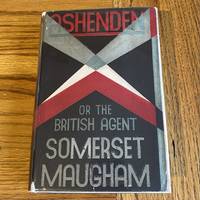 ASHENDEN
OR THE
BRITISH AGENT
SOMERSET
MAUGHAM